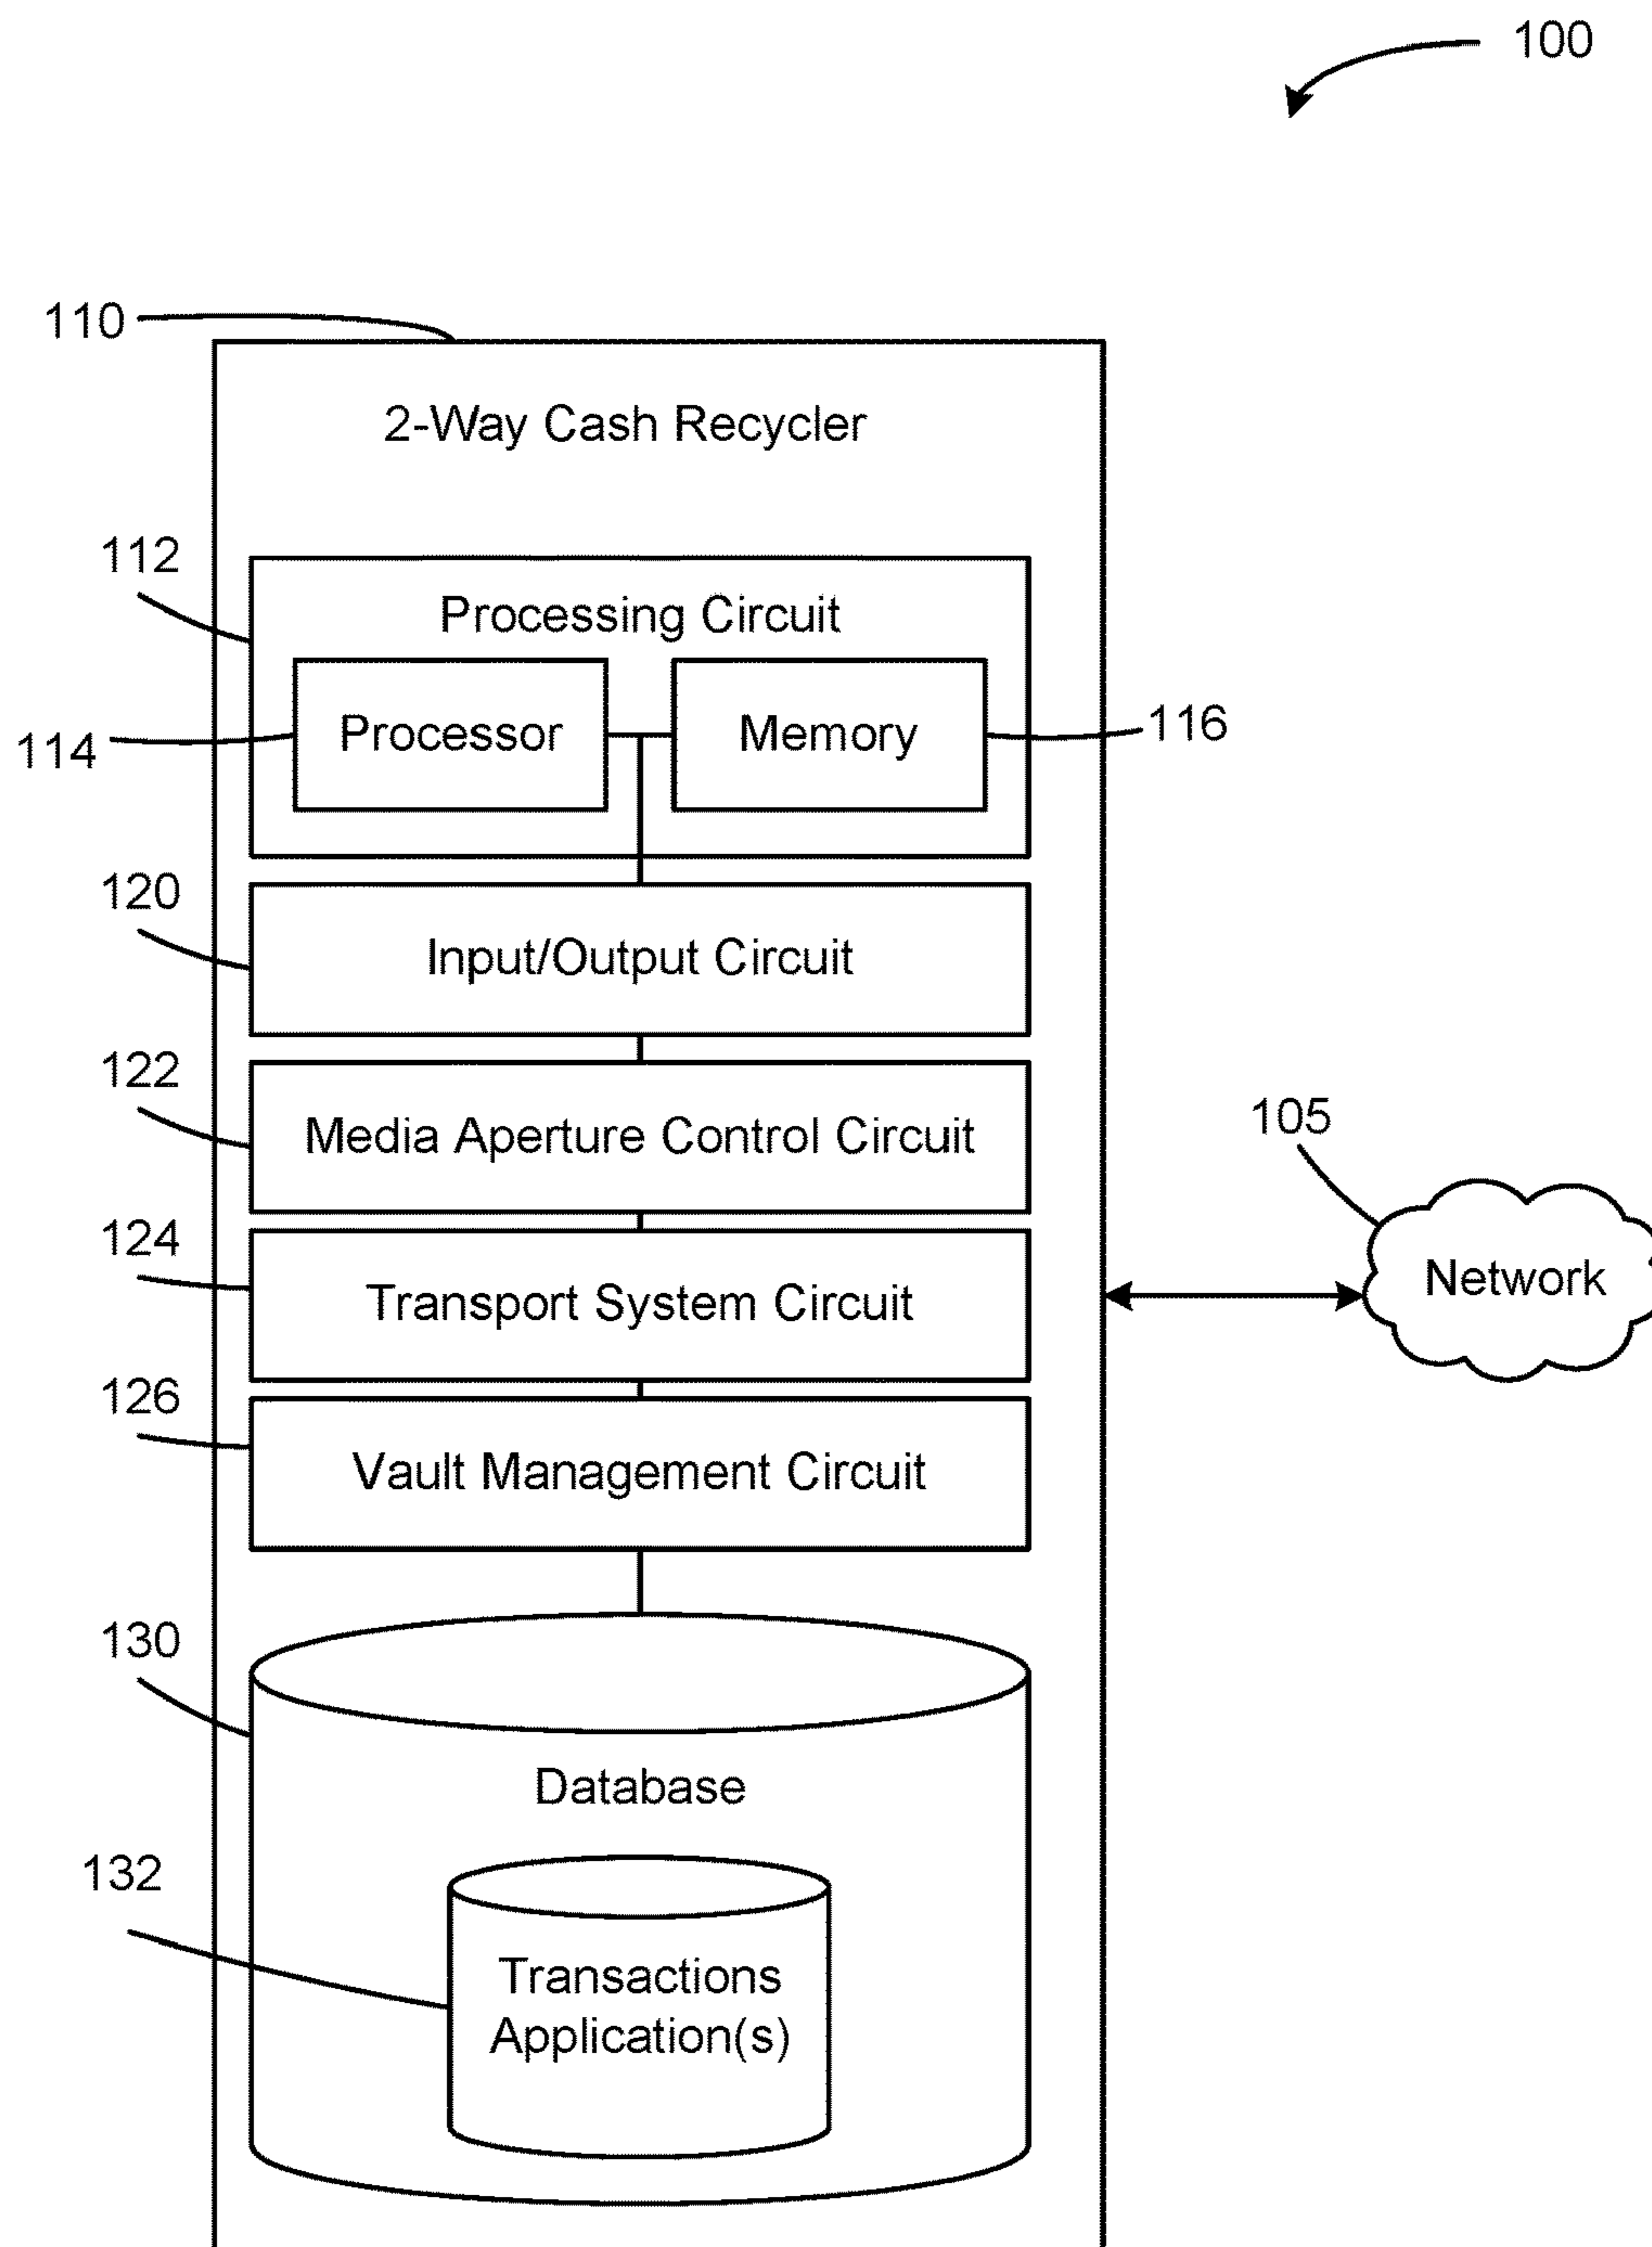 100
110
2-Way Cash Recycler
112
Processing Circuit
114
Processor
Memory
116
120
Input/Output Circuit
122
Media Aperture Control Circuit
105
124
Transport System Circuit
Network
126
Vault Management Circuit
130
Database
132
Transactions
Application(s)